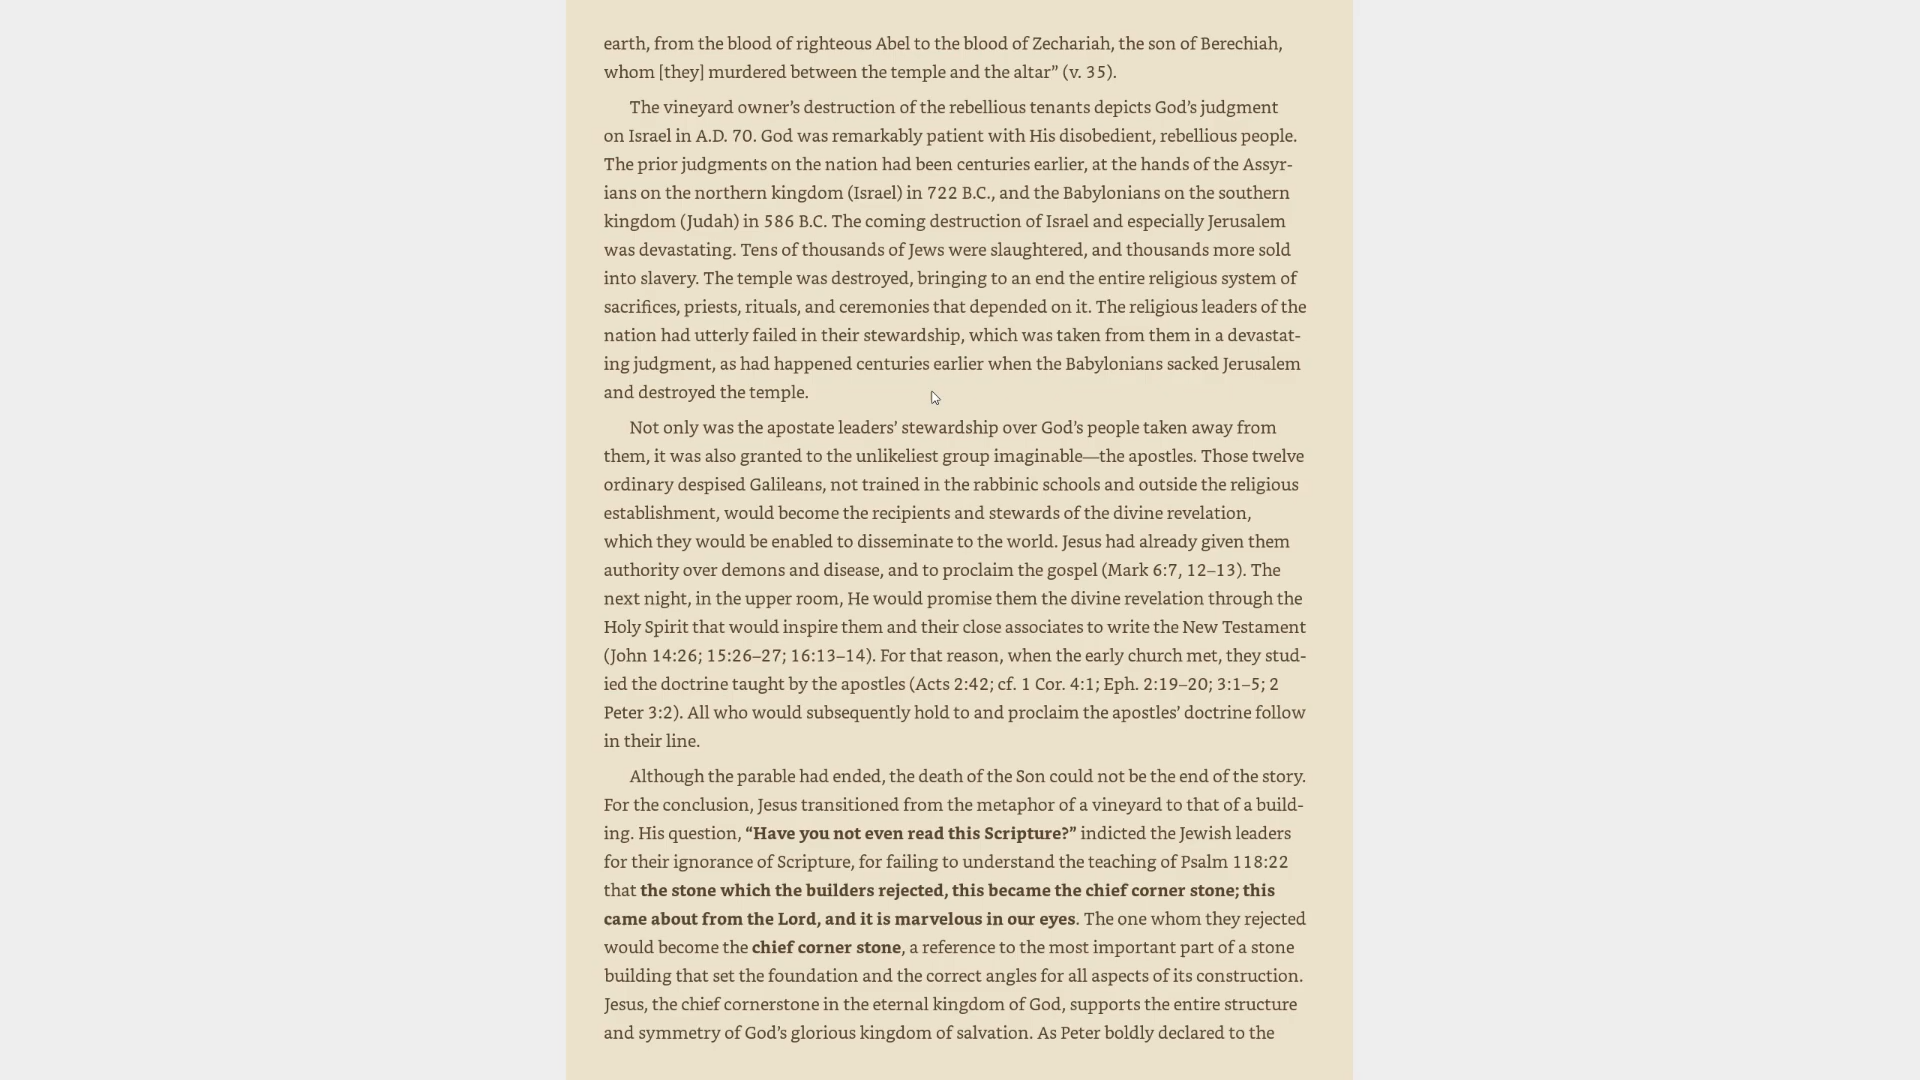 earth, from the blood of righteous Abel to the blood of Zechariah, the son of Berechiah,
whom [they] murdered between the temple and the altar” (v. 35).
The vineyard owner’s destruction of the rebellious tenants depicts God’s judgment
on Israel in A.D. 70. God was remarkably patient with His disobedient, rebellious people.
The prior judgments on the nation had been centuries earlier, at the hands of the Assyr-
ians on the northern kingdom (Israel) in 722 B.C., and the Babylonians on the southern
kingdom (Judah) in 586 B.C. The coming destruction of Israel and especially Jerusalem
was devastating. Tens of thousands of Jews were slaughtered, and thousands more sold
into slavery. The temple was destroyed, bringing to an end the entire religious system of
sacrifices, priests, rituals, and ceremonies that depended on it. The religious leaders of the
nation had utterly failed in their stewardship, which was taken from them in a devastat-
ing judgment, as had happened centuries earlier when the Babylonians sacked Jerusalem
and destroyed the temple.
Not only was the apostate leaders’ stewardship over God’s people taken away from
them, it was also granted to the unlikeliest group imaginable—the apostles. Those twelve
ordinary despised Galileans, not trained in the rabbinic schools and outside the religious
establishment, would become the recipients and stewards of the divine revelation,
which they would be enabled to disseminate to the world. Jesus had already given them
authority over demons and disease, and to proclaim the gospel (Mark 6:7, 12–13). The
next night, in the upper room, He would promise them the divine revelation through the
Holy Spirit that would inspire them and their close associates to write the New Testament
(John 14:26; 15:26–27; 16:13–14). For that reason, when the early church met, they stud-
ied the doctrine taught by the apostles (Acts 2:42; cf. 1 Cor. 4:1; Eph. 2:19–20; 3:1–5; 2
Peter 3:2). All who would subsequently hold to and proclaim the apostles’ doctrine follow
in their line.
Although the parable had ended, the death of the Son could not be the end of the story.
For the conclusion, Jesus transitioned from the metaphor of a vineyard to that of a build-
ing. His question, “Have you not even read this Scripture?” indicted the Jewish leaders
for their ignorance of Scripture, for failing to understand the teaching of Psalm 118:22
that the stone which the builders rejected, this became the chief corner stone; this
came about from the Lord, and it is marvelous in our eyes. The one whom they rejected
would become the chief corner stone, a reference to the most important part of a stone
building that set the foundation and the correct angles for all aspects of its construction.
Jesus, the chief cornerstone in the eternal kingdom of God, supports the entire structure
and symmetry of God’s glorious kingdom of salvation. As Peter boldly declared to the